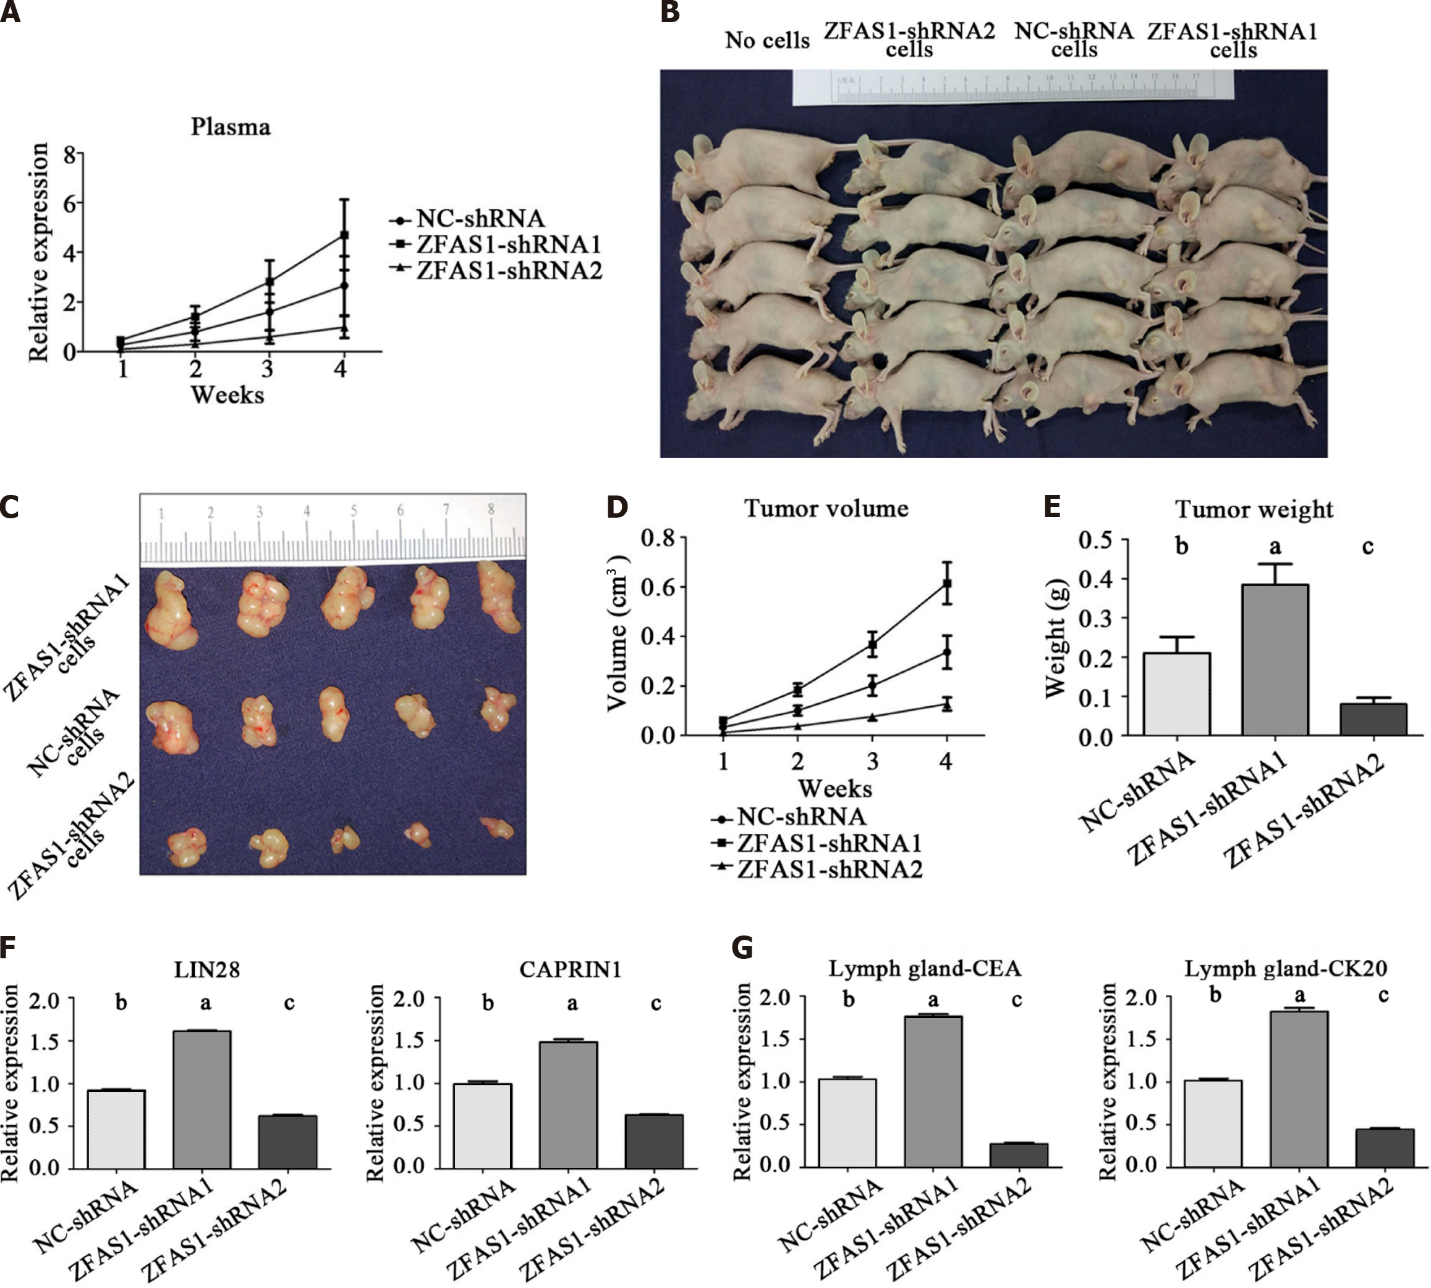 A
Plasma
Relative expression
8
6
4
2
0
1 2 3 4
Weeks
NC-shRNA
ZFAS1-shRNA1
ZFAS1-shRNA2
B
No cells
ZFAS1-shRNA2
cells
NC-shRNA
cells
ZFAS1-shRNA1
cells
C
1 2 3 4 5 6 7 8
ZFAS1-shRNA1
cells
NC-shRNA
cells
ZFAS1-shRNA2
cells
D
Tumor volume
Volume (cm³)
0.8
0.6
0.4
0.2
0.0
1 2 3 4
Weeks
NC-shRNA
ZFAS1-shRNA1
ZFAS1-shRNA2
E
Tumor weight
Weight (g)
0.5
0.4
0.3
0.2
0.1
0.0
b a c
NC-shRNA
ZFAS1-shRNA1
ZFAS1-shRNA2
F
LIN28
Relative expression
2.0
1.5
1.0
0.5
0.0
b a c
NC-shRNA
ZFAS1-shRNA1
ZFAS1-shRNA2
CAPRIN1
Relative expression
2.0
1.5
1.0
0.5
0.0
b a c
NC-shRNA
ZFAS1-shRNA1
ZFAS1-shRNA2
G
Lymph gland-CEA
Relative expression
2.0
1.5
1.0
0.5
0.0
b a c
NC-shRNA
ZFAS1-shRNA1
ZFAS1-shRNA2
Lymph gland-CK20
Relative expression
2.0
1.5
1.0
0.5
0.0
b a c
NC-shRNA
ZFAS1-shRNA1
ZFAS1-shRNA2